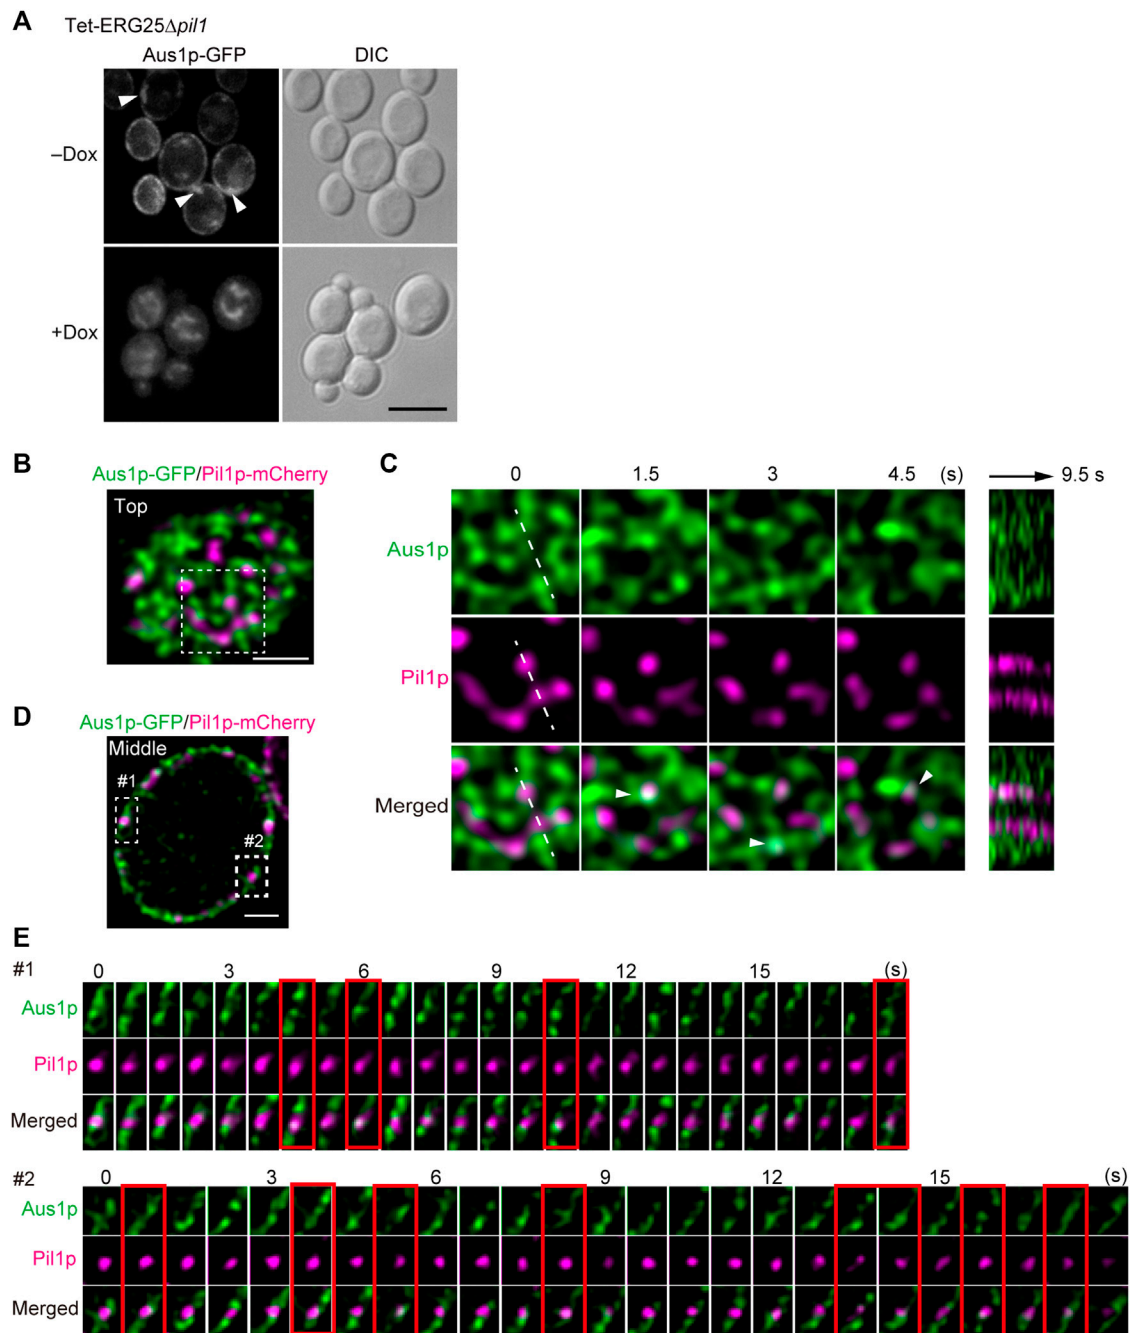 A
Tet-ERG25Δpil1
Aus1p-GFP DIC
–Dox
+Dox
B
Aus1p-GFP/Pil1p-mCherry
Top
C
0 1.5 3 4.5 (s) 9.5 s
Aus1p
Pil1p
Merged
D
Aus1p-GFP/Pil1p-mCherry
Middle
#1
#2
E
#1 0 3 6 9 12 15 (s)
Aus1p
Pil1p
Merged
#2 0 3 6 9 12 15 (s)
Aus1p
Pil1p
Merged